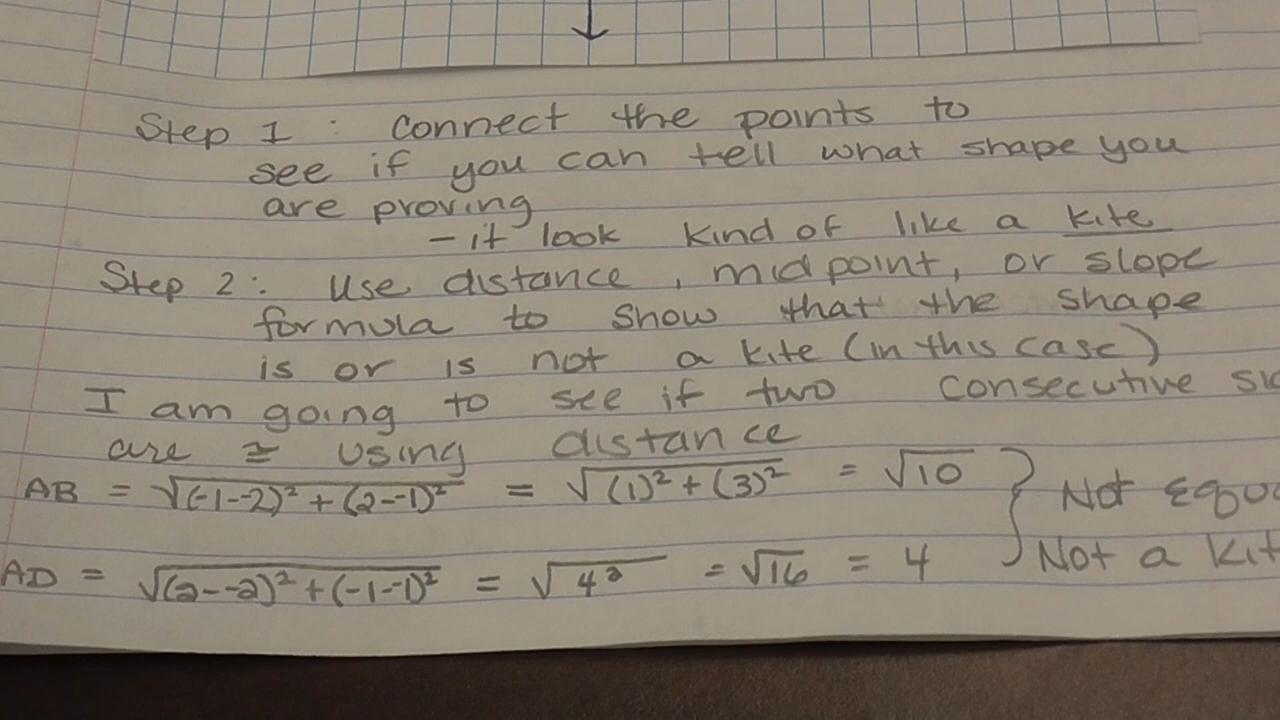 Step 1 : connect the points to
see if you can tell what shape you
are proving
- it look kind of like a kite
Step 2: Use distance, midpoint, or slope
formula to show that the shape
is or is not a kite (in this case)
I am going to see if two consecutive
are ≅ using distance
AB = √(-1--2)² + (2--1)² = √(1)² + (3)² = √10 } Not
AD = √(2--2)² + (-1--1)² = √4² = √16 = 4 Not a